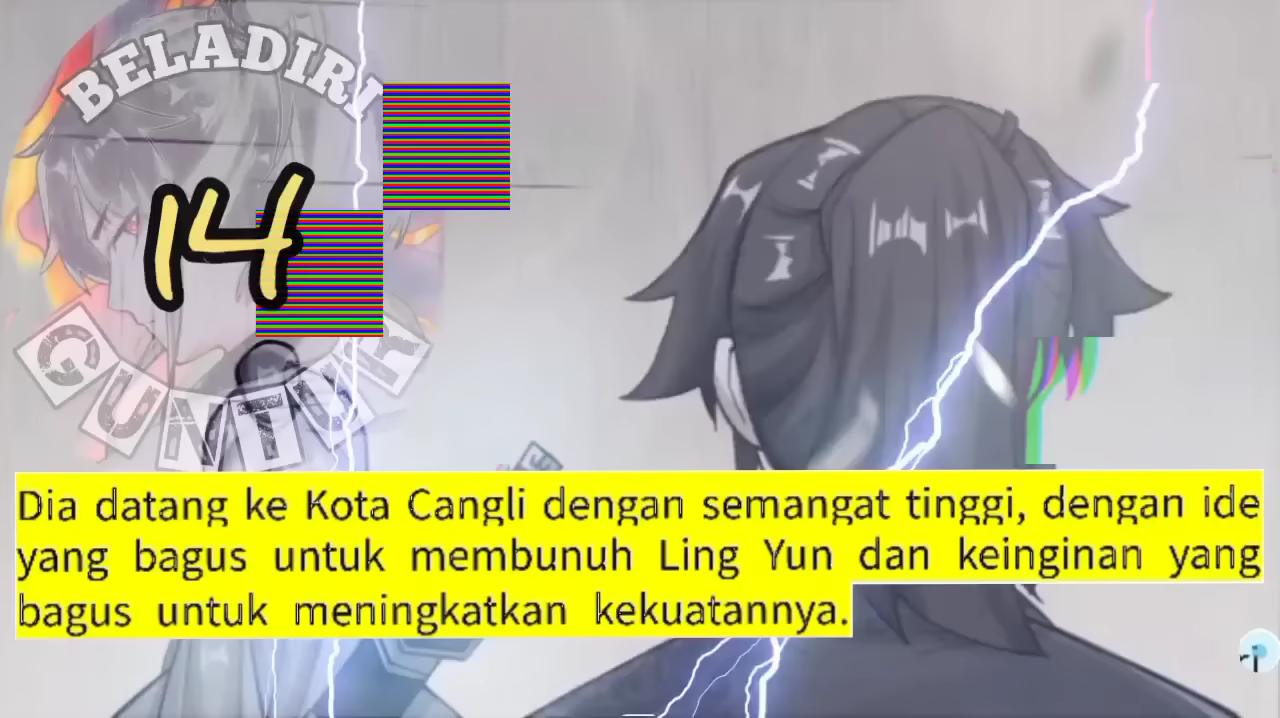 BELADIRI
14
GUNTUR
Dia datang ke Kota Cangli dengan semangat tinggi, dengan ide
yang bagus untuk membunuh Ling Yun dan keinginan yang
bagus untuk meningkatkan kekuatannya.